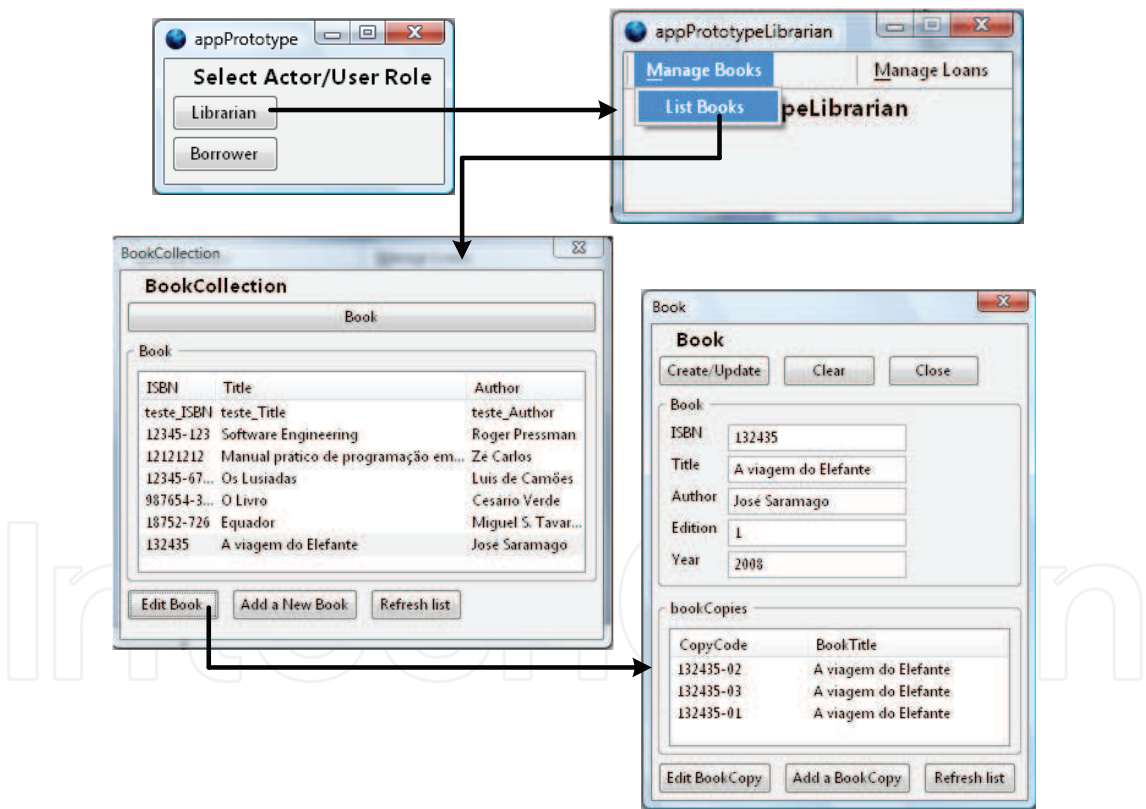 appPrototype
Select Actor/User Role
Librarian
Borrower
appPrototypeLibrarian
Manage Books
Manage Loans
List Books
peLibrarian
BookCollection
BookCollection
Book
Book
ISBN Title Author
teste_ISBN teste_Title teste_Author
12345-123 Software Engineering Roger Pressman
12121212 Manual prático de programação em... Zé Carlos
12345-67... Os Lusiadas Luis de Camões
987654-3... O Livro Cesário Verde
18752-726 Equador Miguel S. Tavar...
132435 A viagem do Elefante José Saramago
Edit Book Add a New Book Refresh list
Book
Book
Create/Update Clear Close
Book
ISBN 132435
Title A viagem do Elefante
Author José Saramago
Edition 1
Year 2008
bookCopies
CopyCode BookTitle
132435-02 A viagem do Elefante
132435-03 A viagem do Elefante
132435-01 A viagem do Elefante
Edit BookCopy Add a BookCopy Refresh list